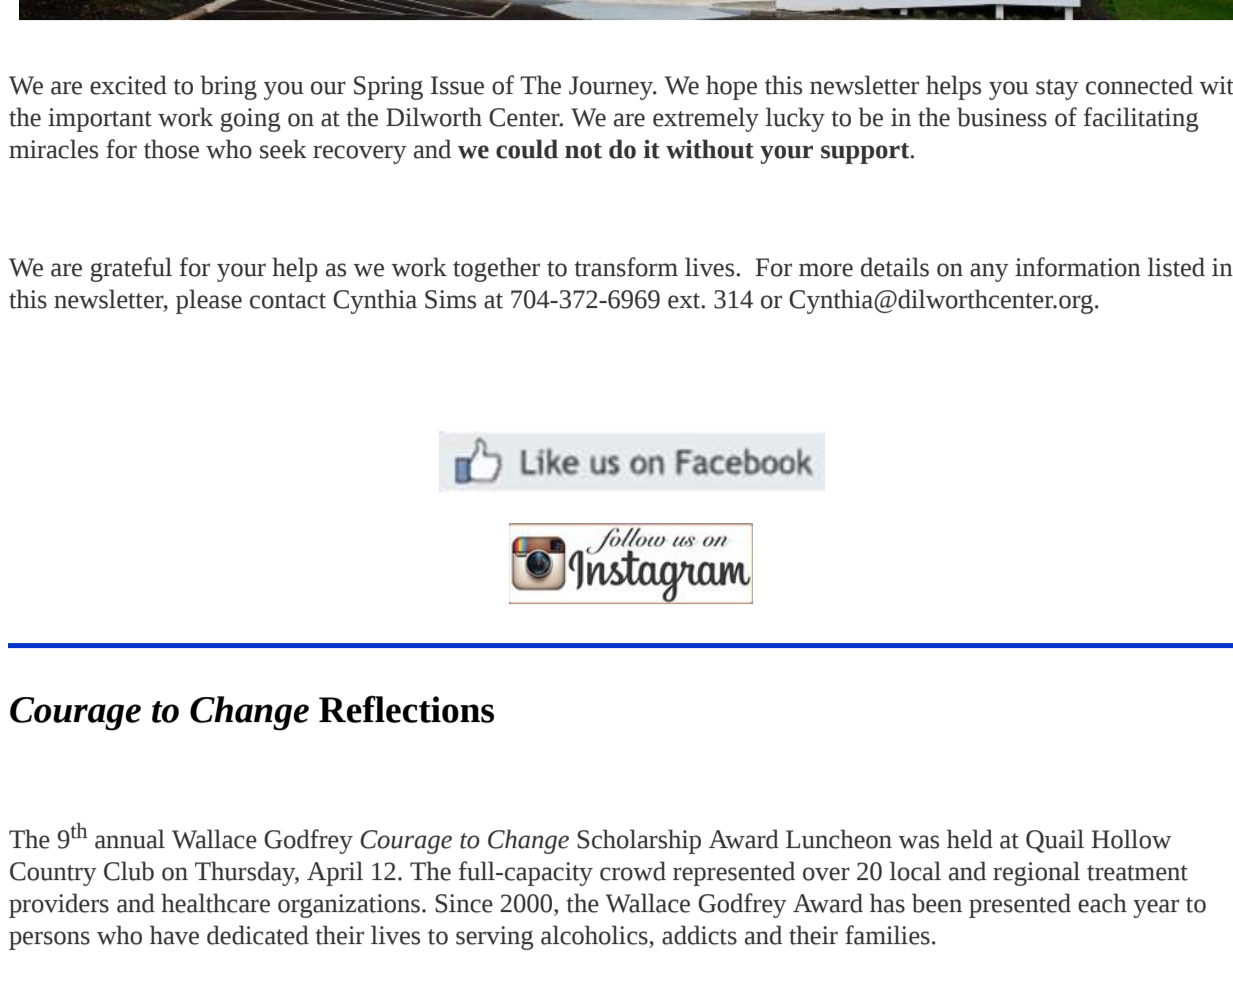 We are excited to bring you our Spring Issue of The Journey. We hope this newsletter helps you stay connected wit
the important work going on at the Dilworth Center. We are extremely lucky to be in the business of facilitating
miracles for those who seek recovery and we could not do it without your support.
We are grateful for your help as we work together to transform lives.  For more details on any information listed in
this newsletter, please contact Cynthia Sims at 704-372-6969 ext. 314 or Cynthia@dilworthcenter.org.
Like us on Facebook
follow us on
Instagram
Courage to Change Reflections
The 9th annual Wallace Godfrey Courage to Change Scholarship Award Luncheon was held at Quail Hollow
Country Club on Thursday, April 12. The full-capacity crowd represented over 20 local and regional treatment
providers and healthcare organizations. Since 2000, the Wallace Godfrey Award has been presented each year to
persons who have dedicated their lives to serving alcoholics, addicts and their families.